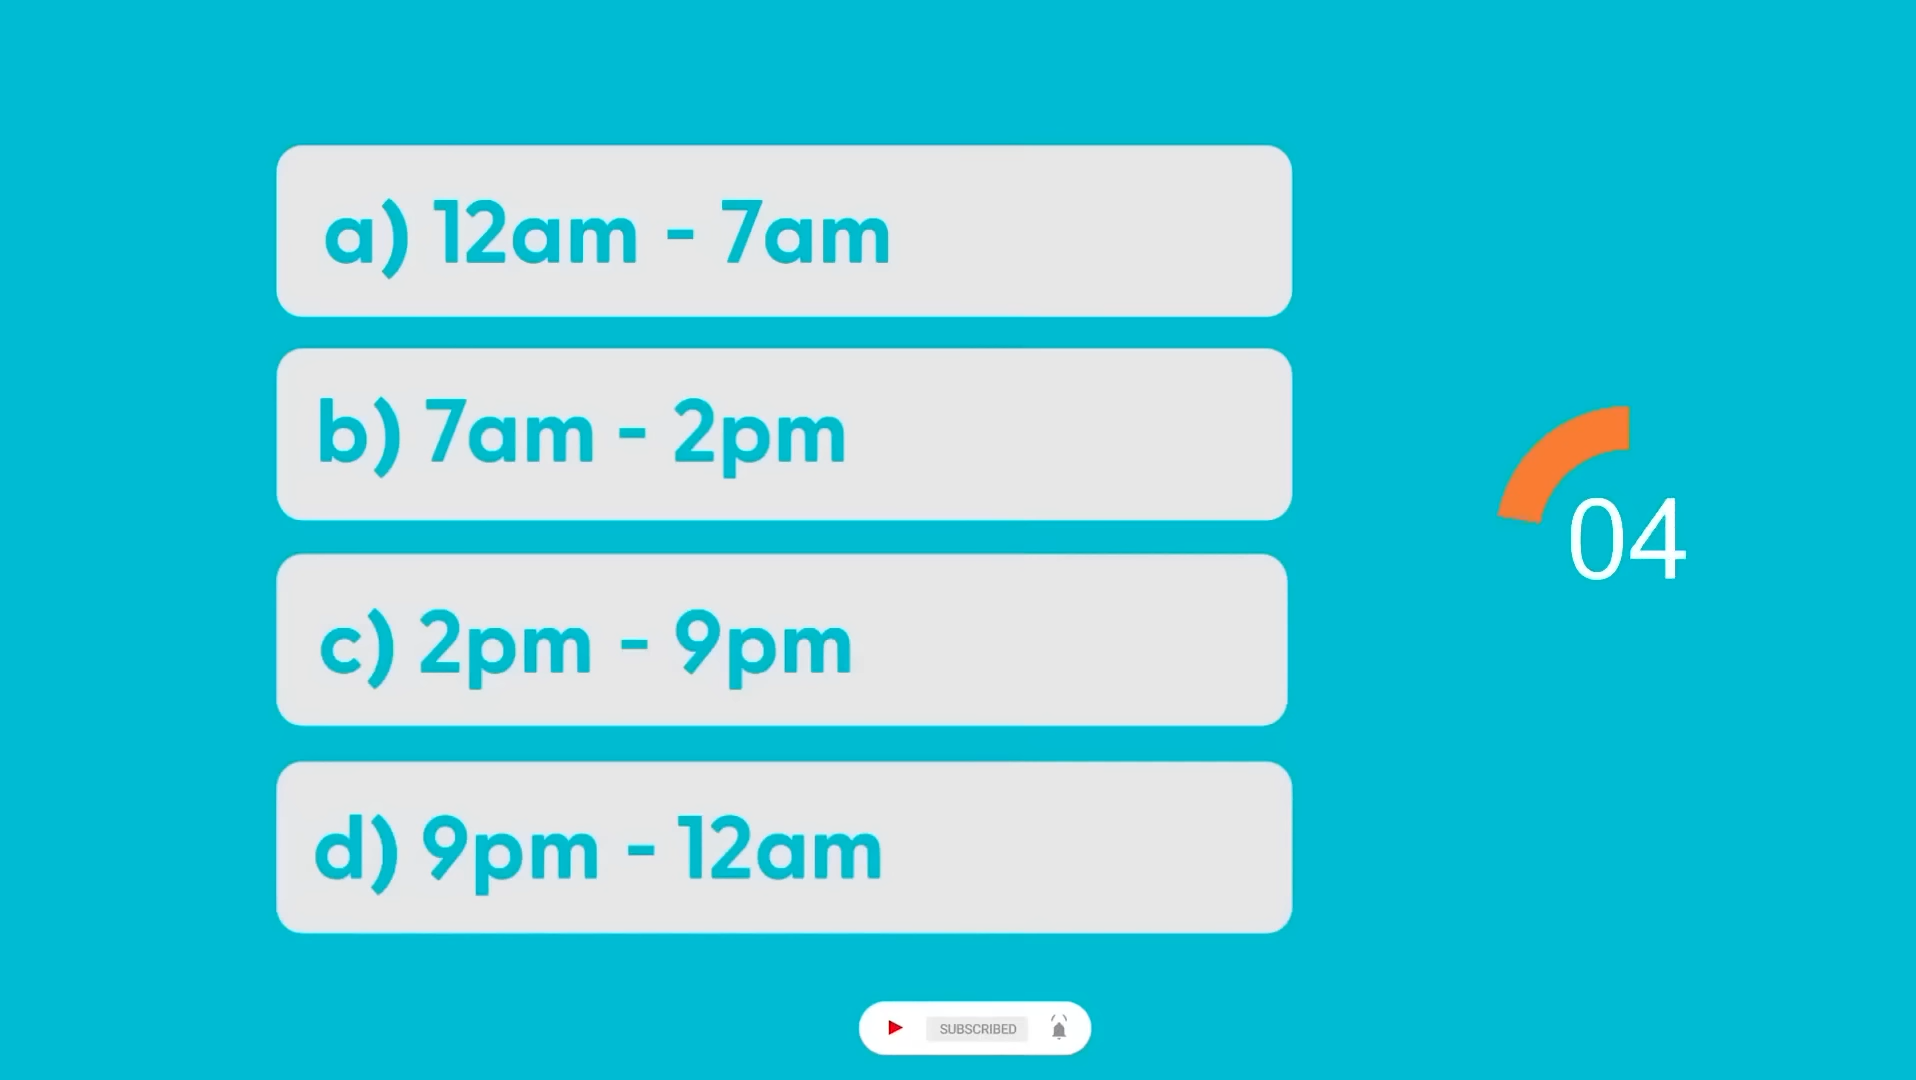 a) 12am - 7am
b) 7am - 2pm
04
c) 2pm - 9pm
d) 9pm - 12am
SUBSCRIBED